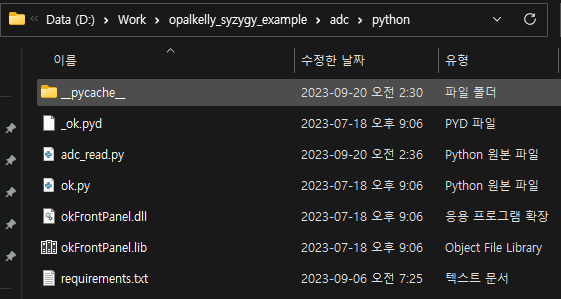 Data (D:) > Work > opalkelly_syzygy_example > adc > python
이름 수정한 날짜 유형
__pycache__ 2023-09-20 오전 2:30 파일 폴더
_ok.pyd 2023-07-18 오후 9:06 PYD 파일
adc_read.py 2023-09-20 오전 2:36 Python 원본 파일
ok.py 2023-07-18 오후 9:06 Python 원본 파일
okFrontPanel.dll 2023-07-18 오후 9:06 응용 프로그램 확장
okFrontPanel.lib 2023-07-18 오후 9:06 Object File Library
requirements.txt 2023-09-06 오전 7:25 텍스트 문서